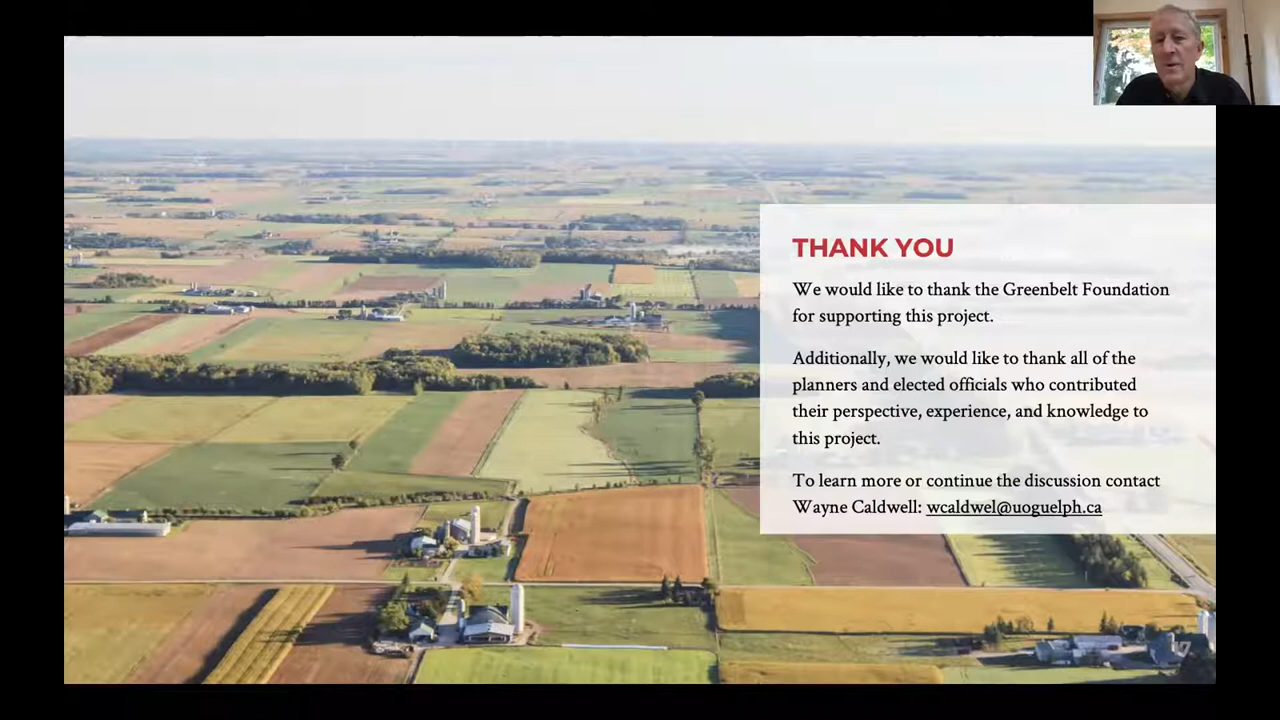 THANK YOU
We would like to thank the Greenbelt Foundation
for supporting this project.
Additionally, we would like to thank all of the
planners and elected officials who contributed
their perspective, experience, and knowledge to
this project.
To learn more or continue the discussion contact
Wayne Caldwell: wcaldwel@uoguelph.ca